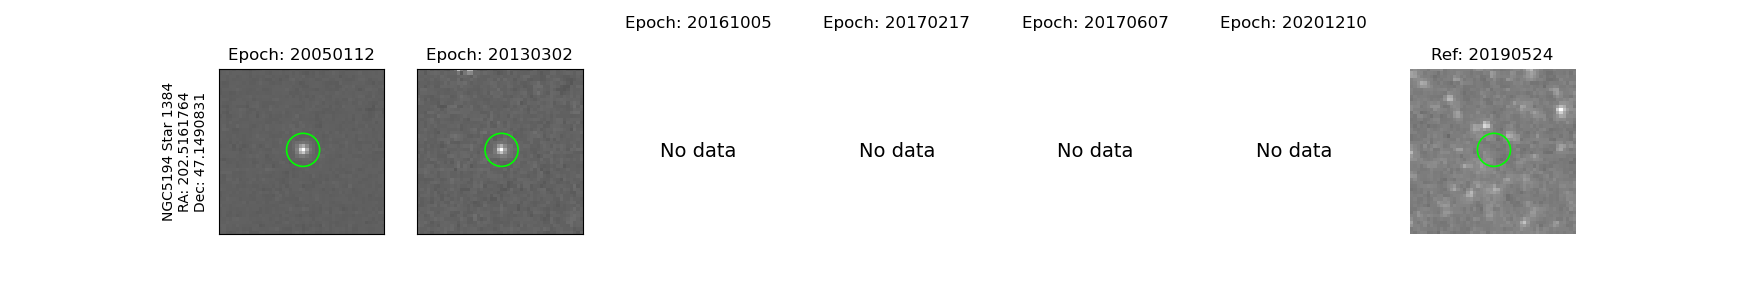 Epoch: 20161005
Epoch: 20170217
Epoch: 20170607
Epoch: 20201210
Epoch: 20050112
Epoch: 20130302
Ref: 20190524
NGC5194 Star 1384
RA: 202.5161764
Dec: 47.1490831
No data
No data
No data
No data